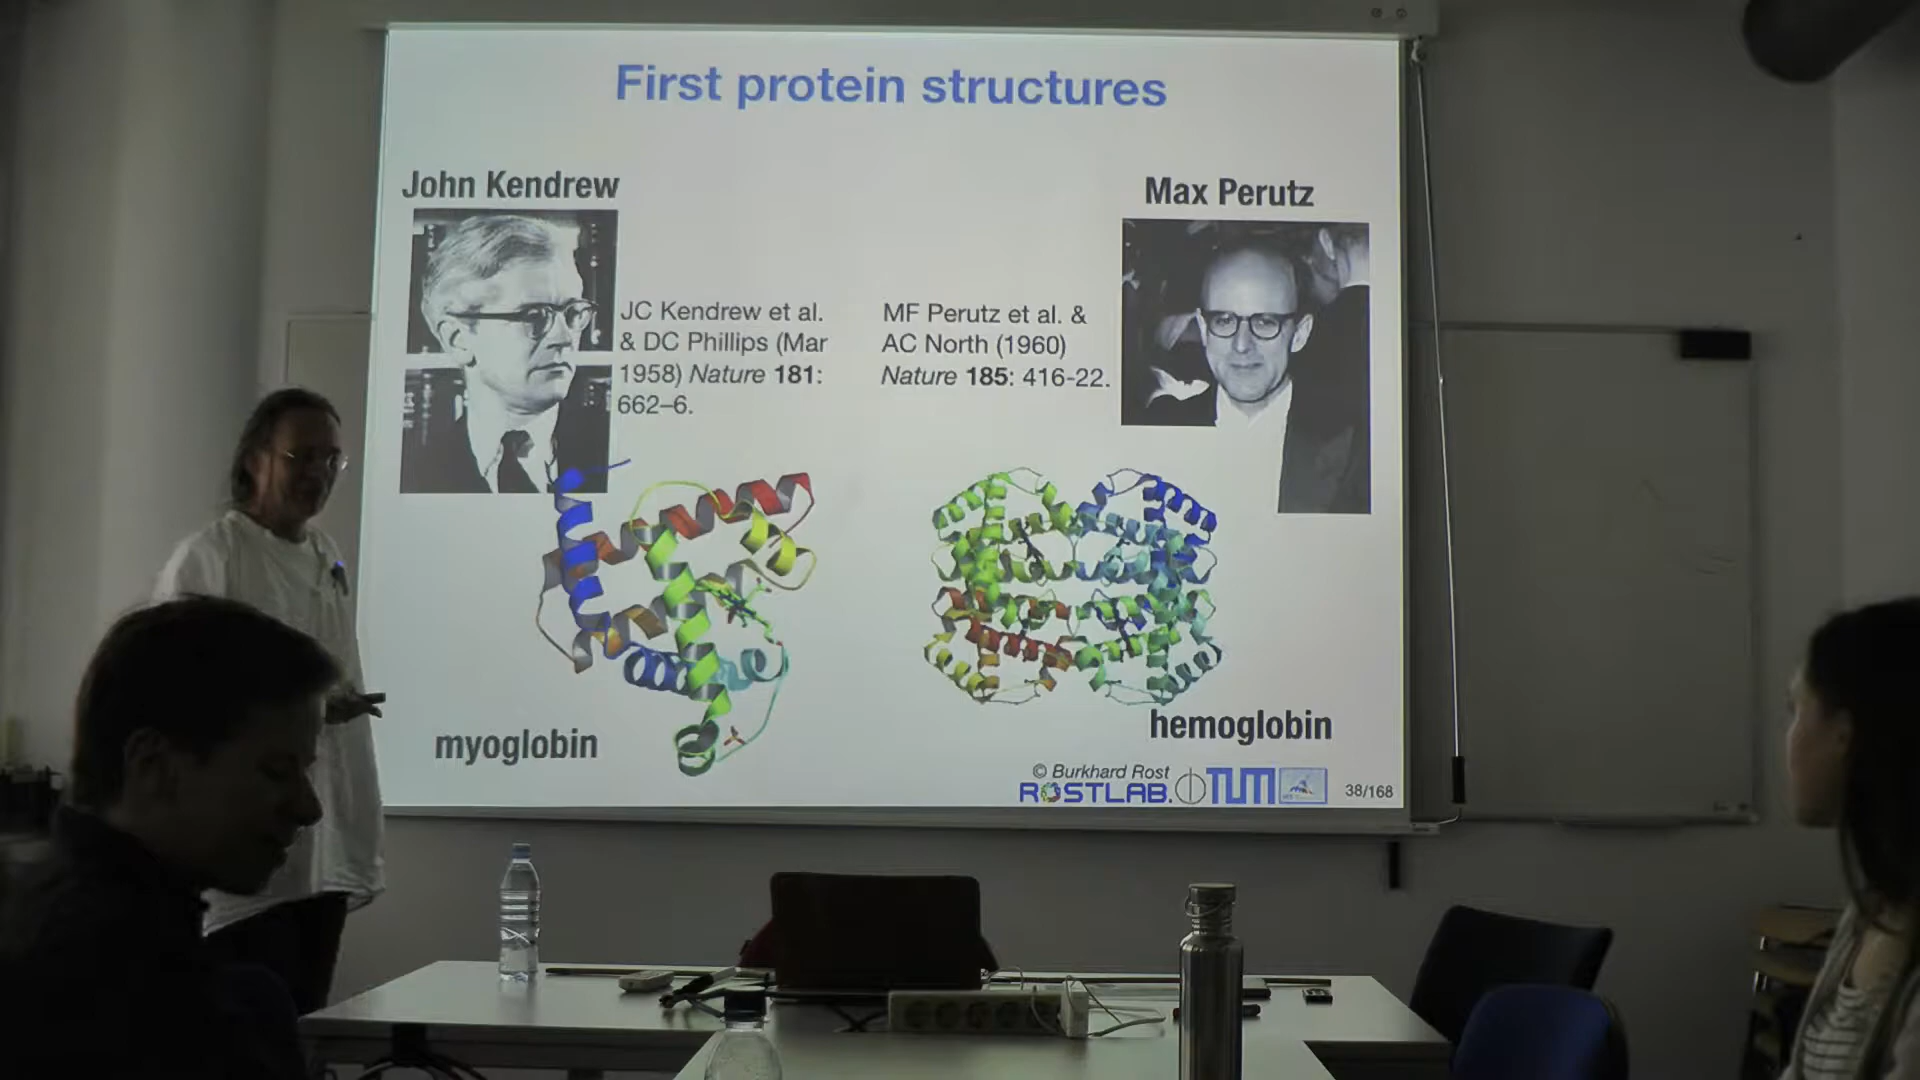 First protein structures
John Kendrew
JC Kendrew et al.
& DC Phillips (Mar
1958) Nature 181:
662–6.
Max Perutz
MF Perutz et al. &
AC North (1960)
Nature 185: 416-22.
myoglobin
hemoglobin
© Burkhard Rost
ROSTLAB.
TUM
38/168